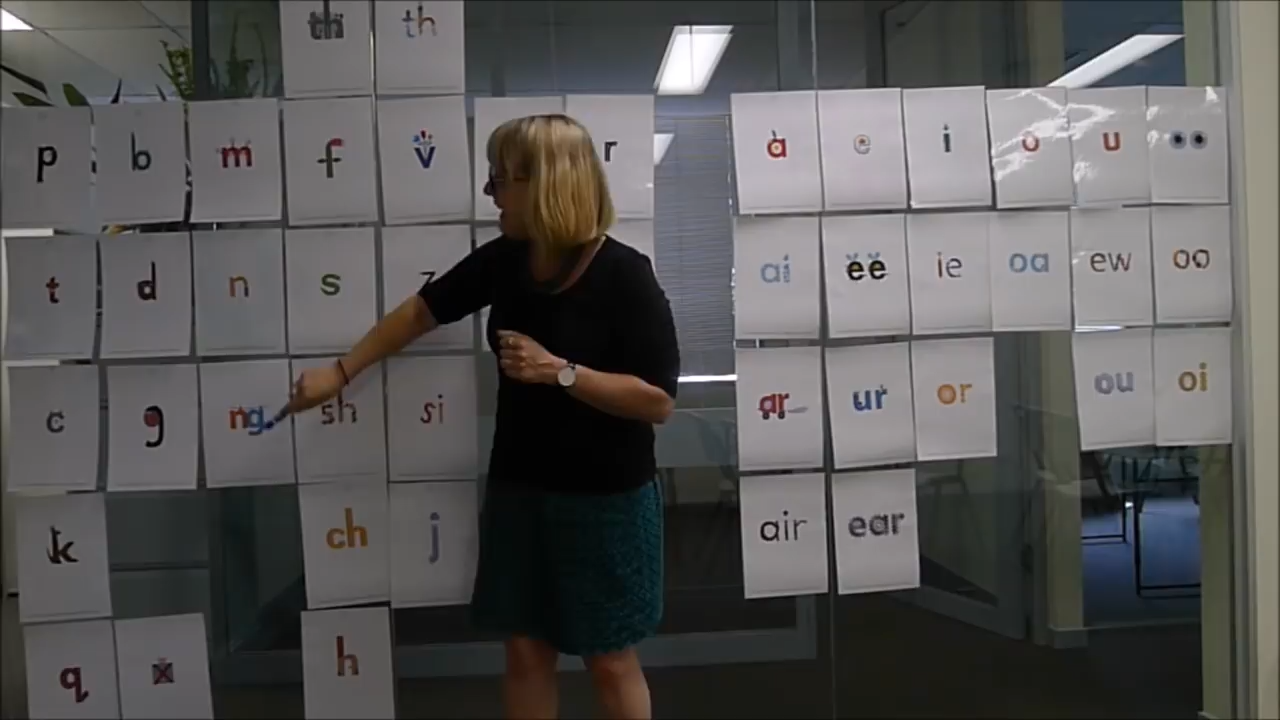 th th
p b m f v r
a e i o u
t d n s z
ai ee ie oa ew oo
c g ng sh si
ar ur or ou oi
k ch j
air ear
q x h